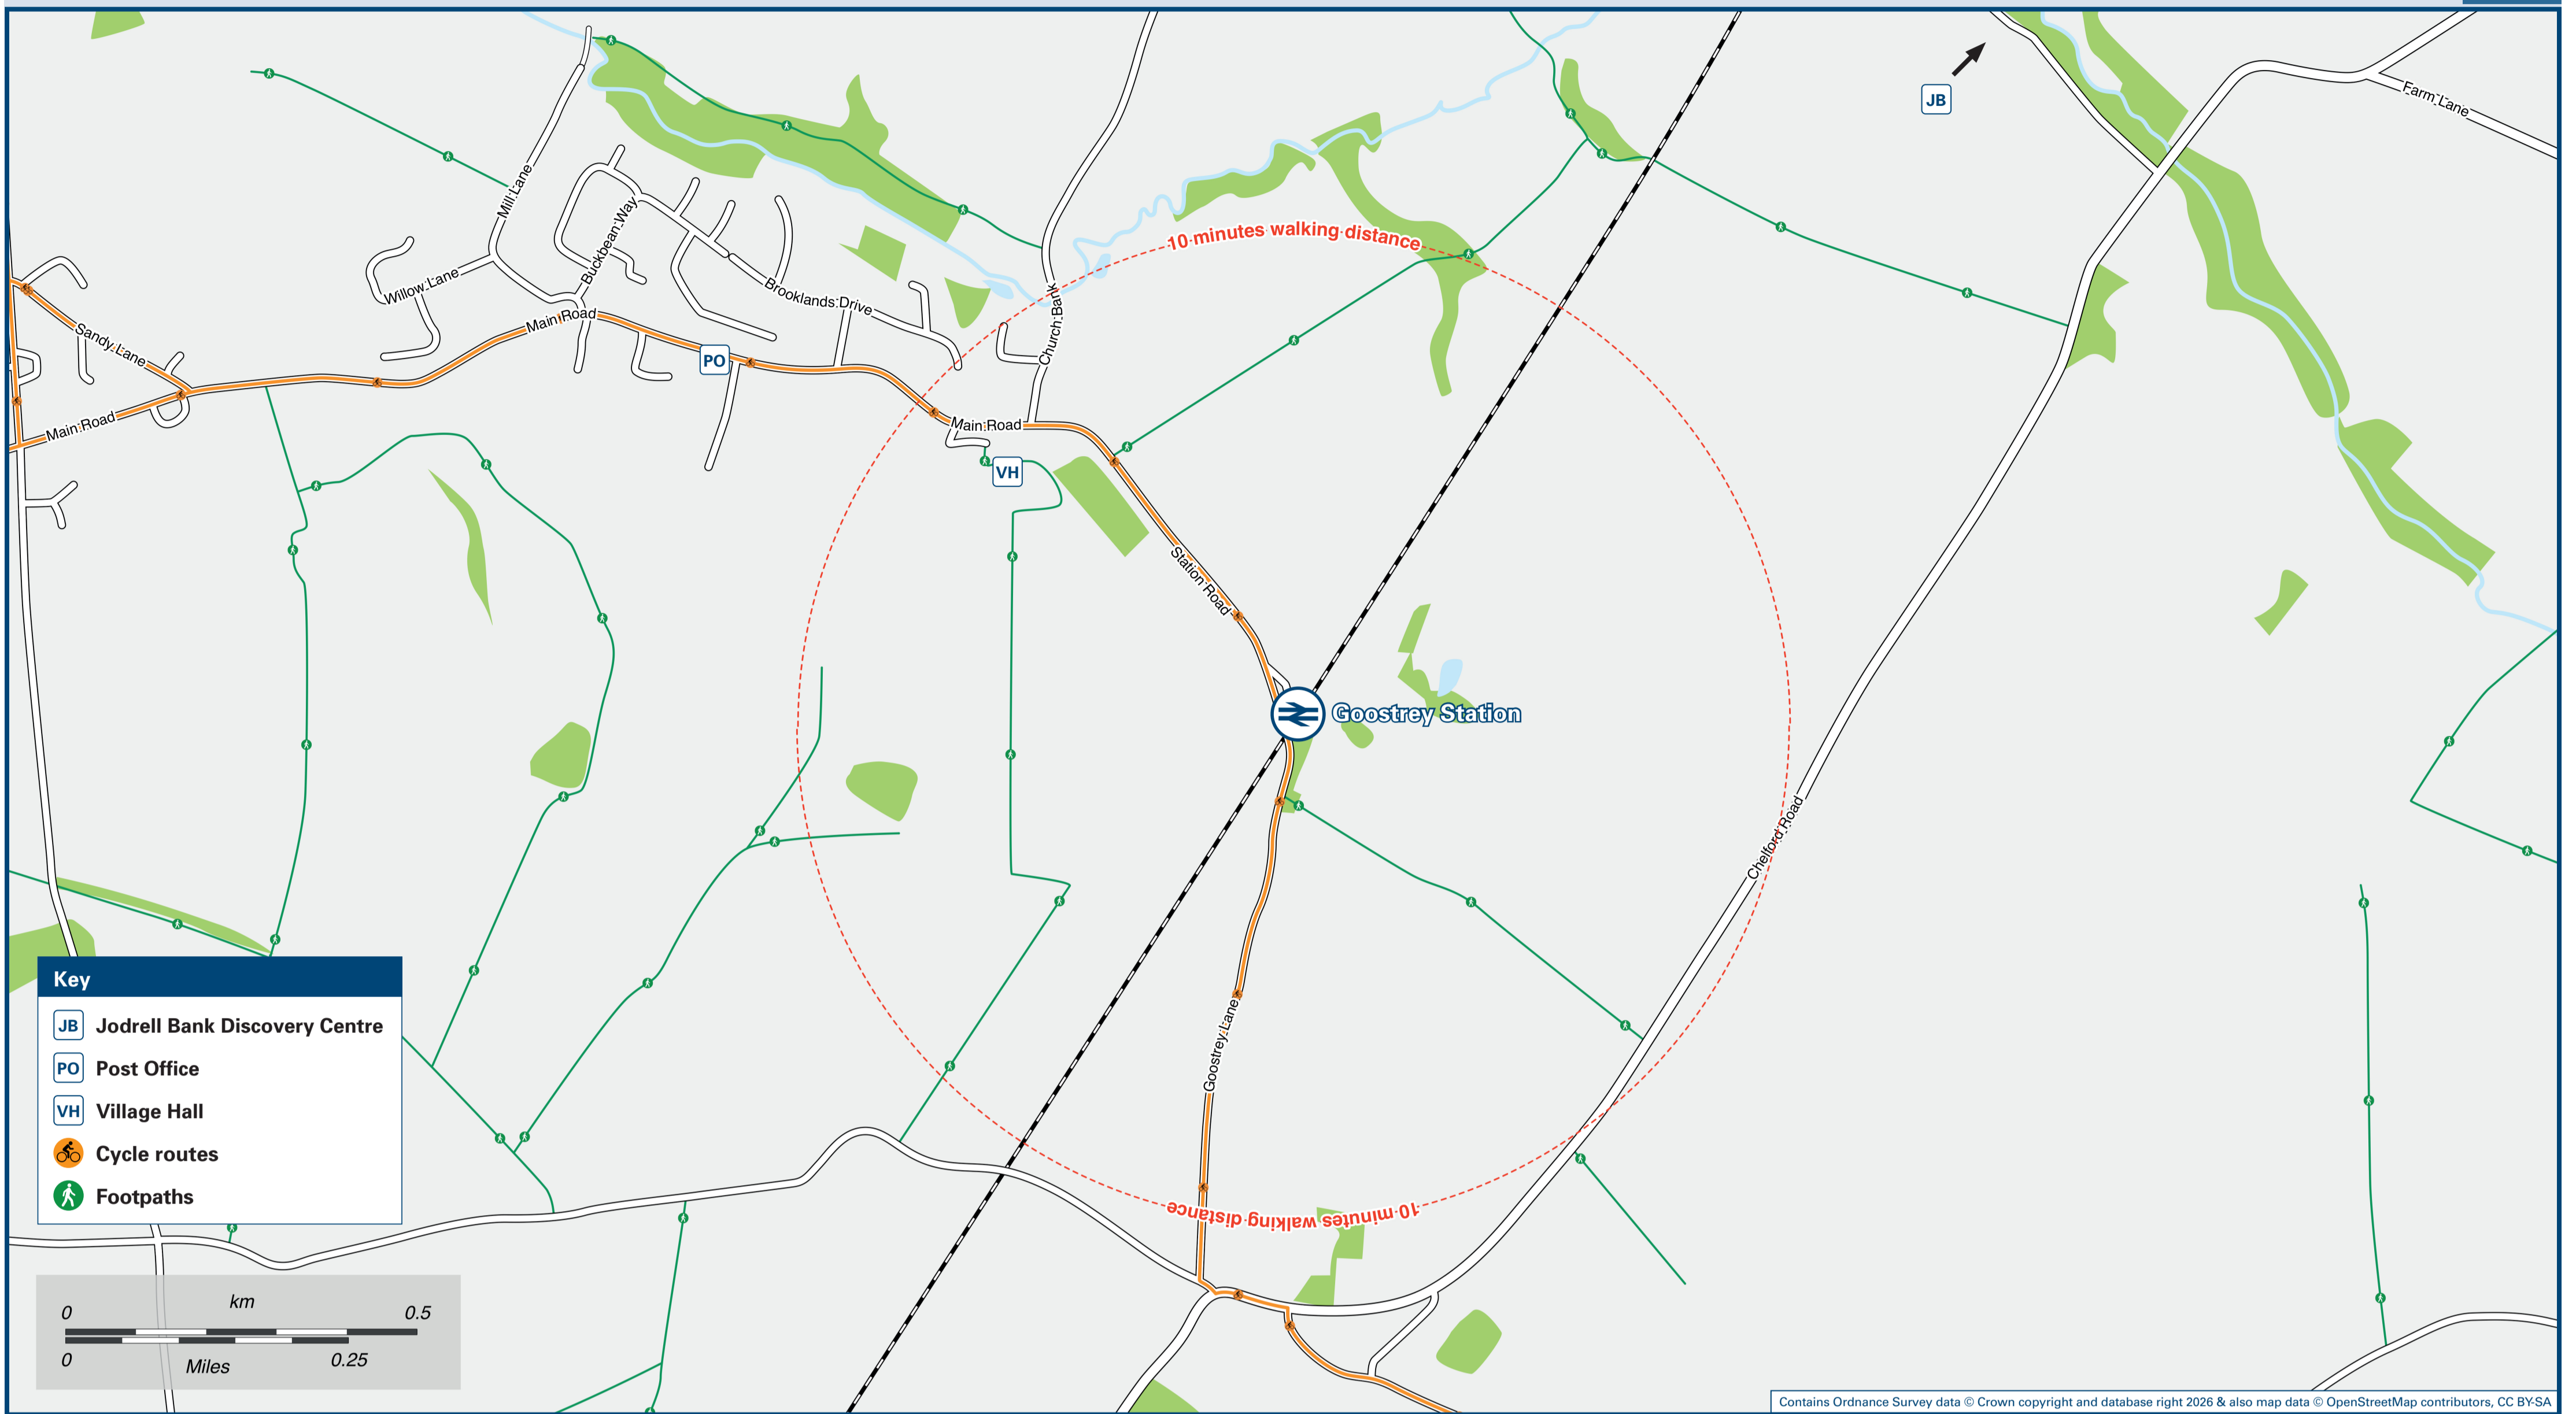 JB
Farm Lane
Mill Lane
Buckbean Way
10 minutes walking distance
Willow Lane
Brooklands Drive
Church Bank
Main Road
Sandy Lane
PO
Main Road
Main Road
VH
Station Road
Goostrey Station
Chelford Road
Goostrey Lane
10 minutes walking distance
Key
JB Jodrell Bank Discovery Centre
PO Post Office
VH Village Hall
Cycle routes
Footpaths
km
0 0.5
0 0.25
Miles
Contains Ordnance Survey data © Crown copyright and database right 2026 & also map data © OpenStreetMap contributors, CC BY-SA